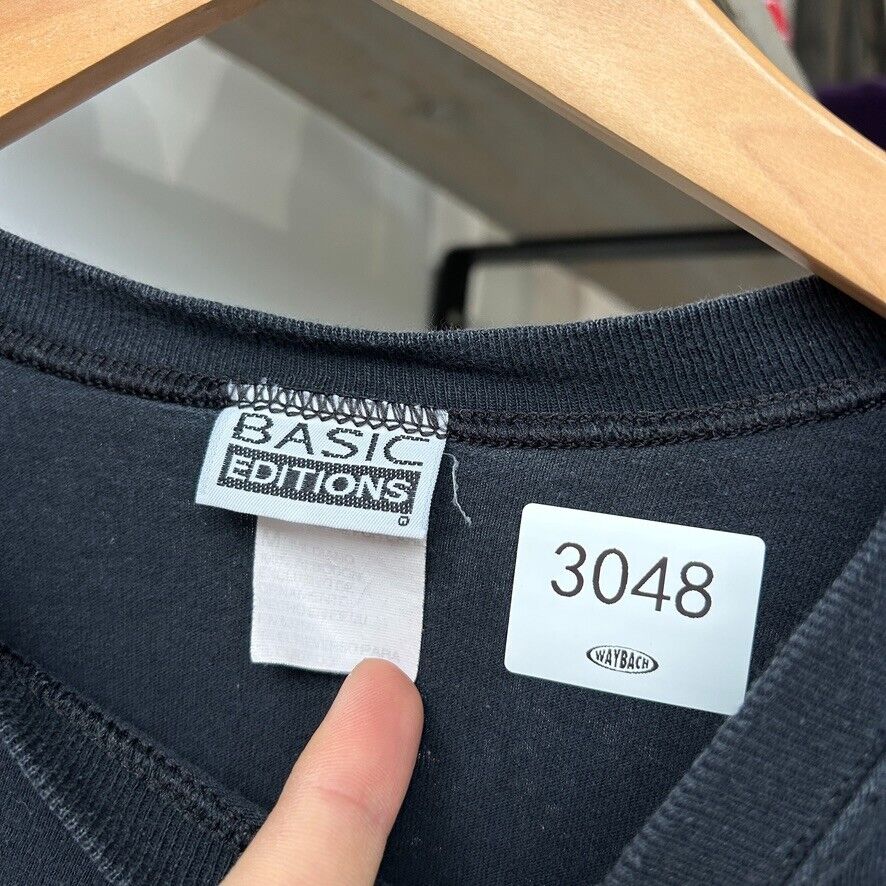 BASIC
EDITIONS
®
3048
WAYBACH